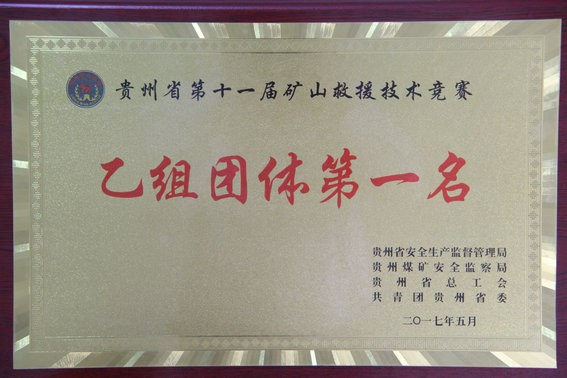 贵州省第十一届矿山救援技术竞赛
乙组团体第一名
贵州省安全生产监督管理局
贵州煤矿安全监察局
贵州省总工会
共青团贵州省委
二〇一七年五月